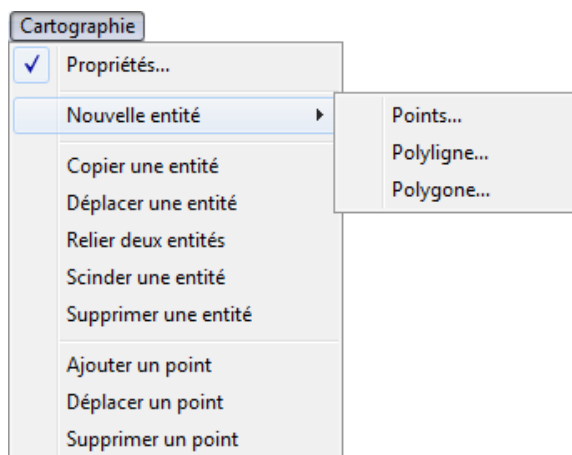 Cartographie
Propriétés...
Nouvelle entité
Points...
Polyligne...
Polygone...
Copier une entité
Déplacer une entité
Relier deux entités
Scinder une entité
Supprimer une entité
Ajouter un point
Déplacer un point
Supprimer un point